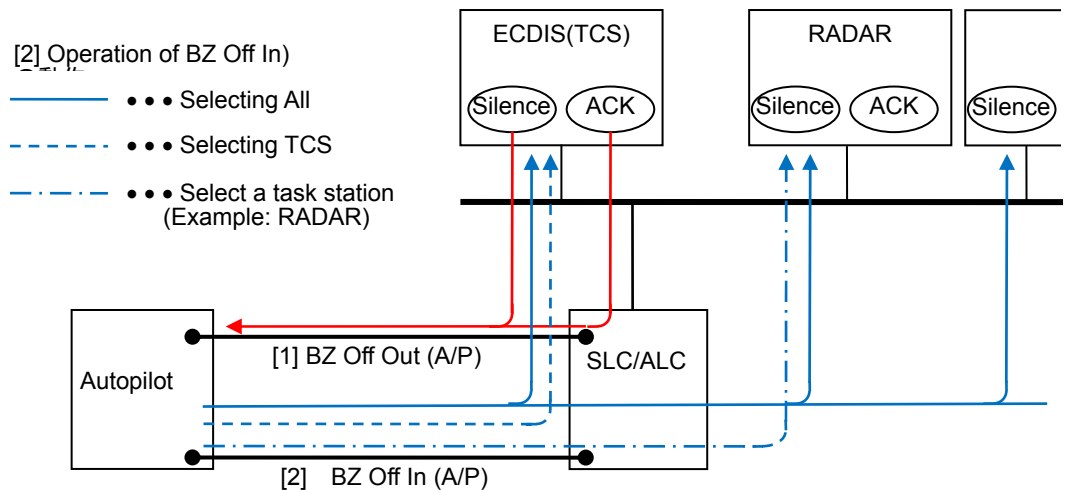 ECDIS(TCS)
RADAR
[2] Operation of BZ Off In)
Silence
ACK
Silence
ACK
Silence
• • • Selecting All
• • • Selecting TCS
• • • Select a task station
(Example: RADAR)
[1] BZ Off Out (A/P)
SLC/ALC
Autopilot
[2] BZ Off In (A/P)